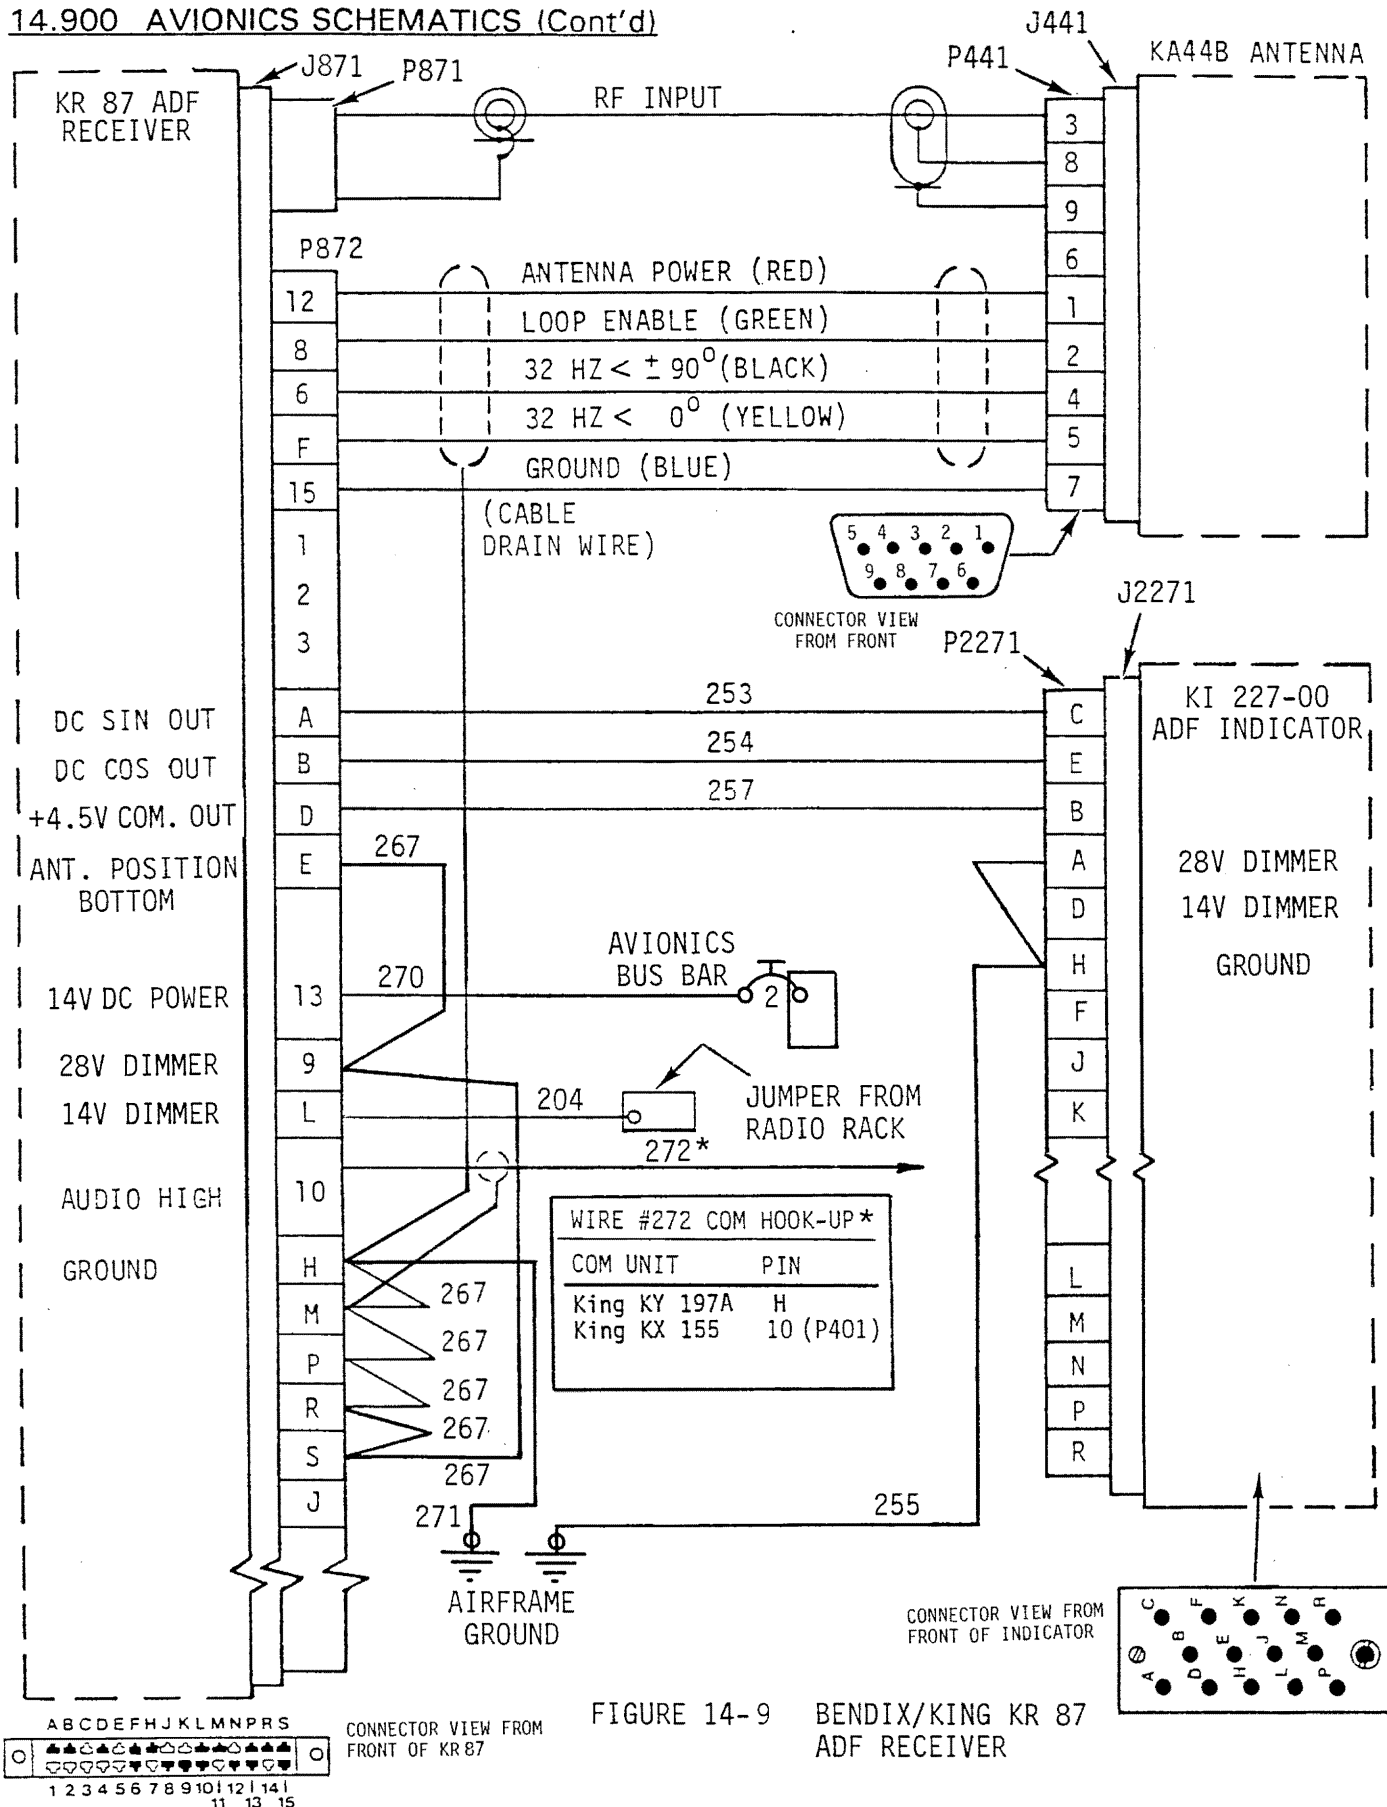 14.900 AVIONICS SCHEMATICS (Cont'd)
J441
P441
KA44B ANTENNA
J871
P871
KR 87 ADF
RECEIVER
RF INPUT
3
8
9
6
1
2
4
5
7
P872
12
8
6
F
15
1
2
3
ANTENNA POWER (RED)
LOOP ENABLE (GREEN)
32 HZ < ± 90° (BLACK)
32 HZ < 0° (YELLOW)
GROUND (BLUE)
(CABLE
DRAIN WIRE)
5 4 3 2 1
9 8 7 6
CONNECTOR VIEW
FROM FRONT
J2271
P2271
KI 227-00
ADF INDICATOR
DC SIN OUT
A
253
C
DC COS OUT
B
254
E
+4.5V COM. OUT
D
257
B
ANT. POSITION
BOTTOM
E
267
A
28V DIMMER
D
14V DIMMER
H
GROUND
F
J
K
14V DC POWER
13
270
AVIONICS
BUS BAR
2
28V DIMMER
9
14V DIMMER
L
204
JUMPER FROM
RADIO RACK
272*
AUDIO HIGH
10
GROUND
H
M
P
R
S
J
267
267
267
267
267
271
255
WIRE #272 COM HOOK-UP*
COM UNIT PIN
King KY 197A H
King KX 155 10 (P401)
L
M
N
P
R
AIRFRAME
GROUND
CONNECTOR VIEW FROM
FRONT OF INDICATOR
C F K N R
B E J M
A D H L P
FIGURE 14-9 BENDIX/KING KR 87
ADF RECEIVER
A B C D E F H J K L M N P R S
CONNECTOR VIEW FROM
FRONT OF KR87
1 2 3 4 5 6 7 8 9 10 11 12 13 14 15